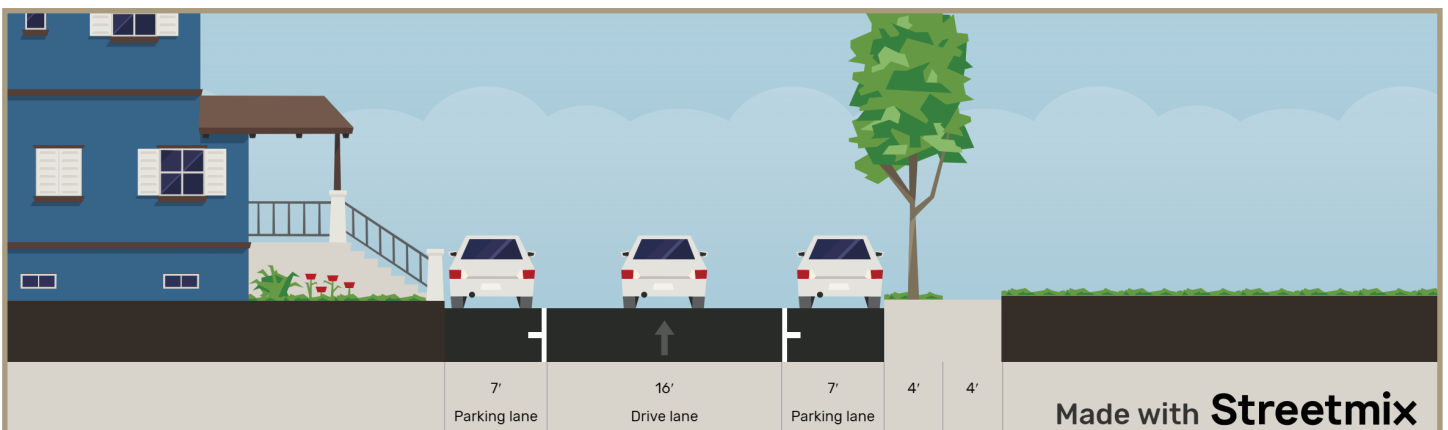 7′ 16′ 7′ 4′ 4′
Parking lane Drive lane Parking lane
Made with Streetmix